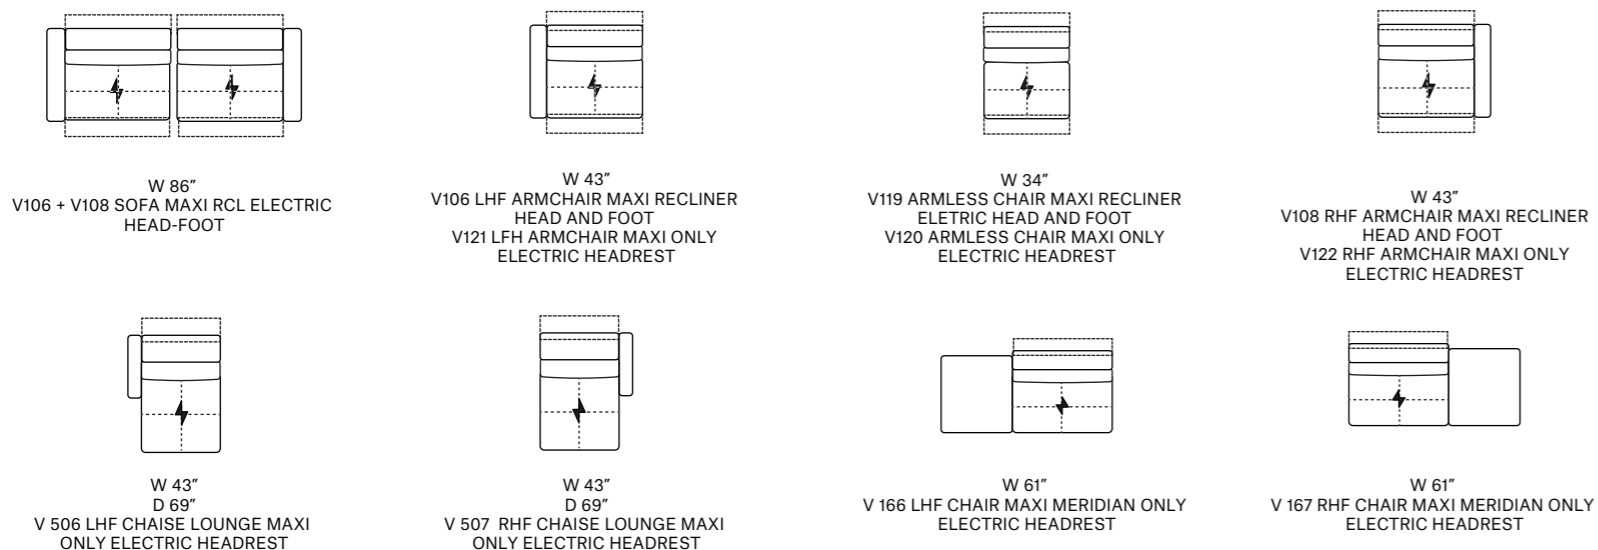 W 86”
V106 + V108 SOFA MAXI RCL ELECTRIC
HEAD-FOOT
W 43”
V106 LHF ARMCHAIR MAXI RECLINER
HEAD AND FOOT
V121 LFH ARMCHAIR MAXI ONLY
ELECTRIC HEADREST
W 34”
V119 ARMLESS CHAIR MAXI RECLINER
ELETRIC HEAD AND FOOT
V120 ARMLESS CHAIR MAXI ONLY
ELECTRIC HEADREST
W 43”
V108 RHF ARMCHAIR MAXI RECLINER
HEAD AND FOOT
V122 RHF ARMCHAIR MAXI ONLY
ELECTRIC HEADREST
W 43”
D 69”
V 506 LHF CHAISE LOUNGE MAXI
ONLY ELECTRIC HEADREST
W 43”
D 69”
V 507 RHF CHAISE LOUNGE MAXI
ONLY ELECTRIC HEADREST
W 61”
V 166 LHF CHAIR MAXI MERIDIAN ONLY
ELECTRIC HEADREST
W 61”
V 167 RHF CHAIR MAXI MERIDIAN ONLY
ELECTRIC HEADREST